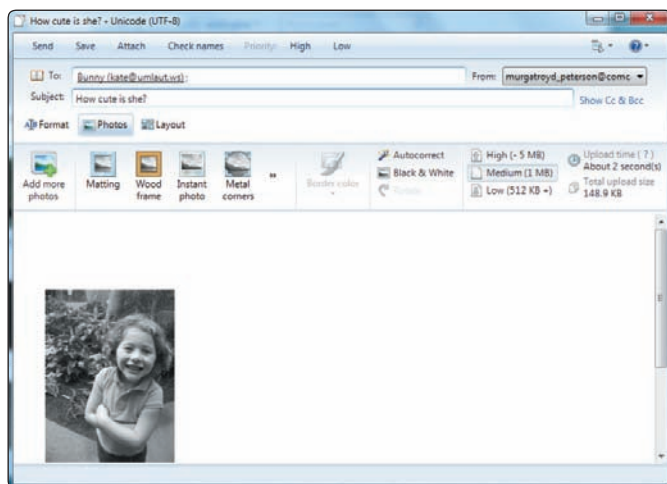 How cute is she? - Unicode (UTF-8)
Send Save Attach Check names Priority: High Low
To: Bunny (kate@umlaut.ws);
From: murgatroyd_peterson@comc
Subject: How cute is she?
Show Cc & Bcc
Format Photos Layout
Add more photos
Matting
Wood frame
Instant photo
Metal corners
»
Border color
Autocorrect
Black & White
Rotate
High (- 5 MB)
Medium (1 MB)
Low (512 KB +)
Upload time ( ? )
About 2 second(s)
Total upload size
148.9 KB